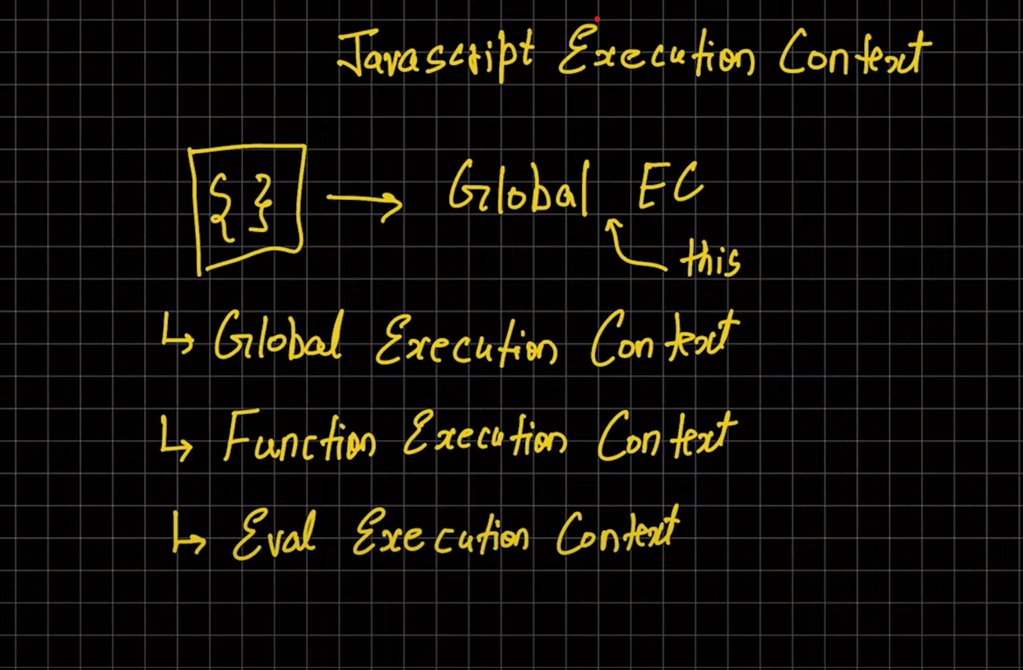 Javascript Execution Context
{ } → Global EC
this
↳ Global Execution Context
↳ Function Execution Context
↳ Eval Execution Context